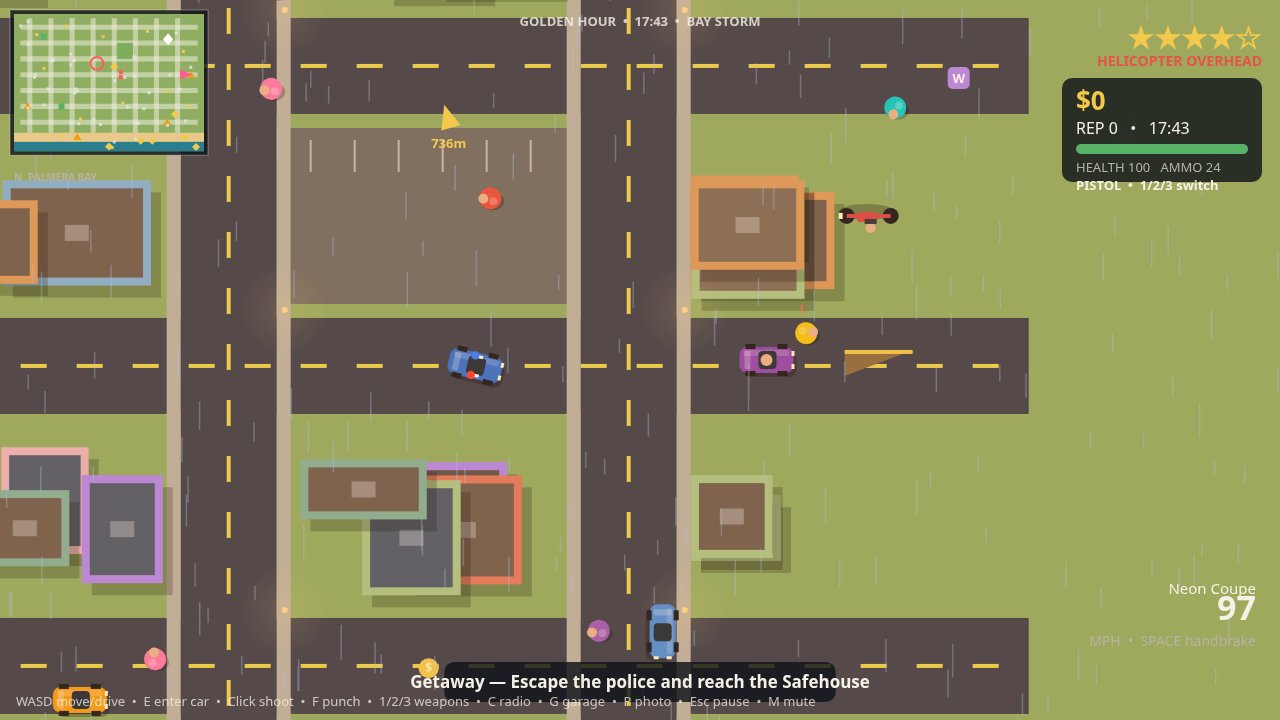 GOLDEN HOUR • 17:43 • BAY STORM
HELICOPTER OVERHEAD
W
$0
REP 0 • 17:43
HEALTH 100 AMMO 24
PISTOL • 1/2/3 switch
736m
N PALMERA BAY
!
Neon Coupe
97
MPH • SPACE handbrake
$
Getaway — Escape the police and reach the Safehouse
WASD move/drive • E enter car • Click shoot • F punch • 1/2/3 weapons • C radio • G garage • R photo • Esc pause • M mute